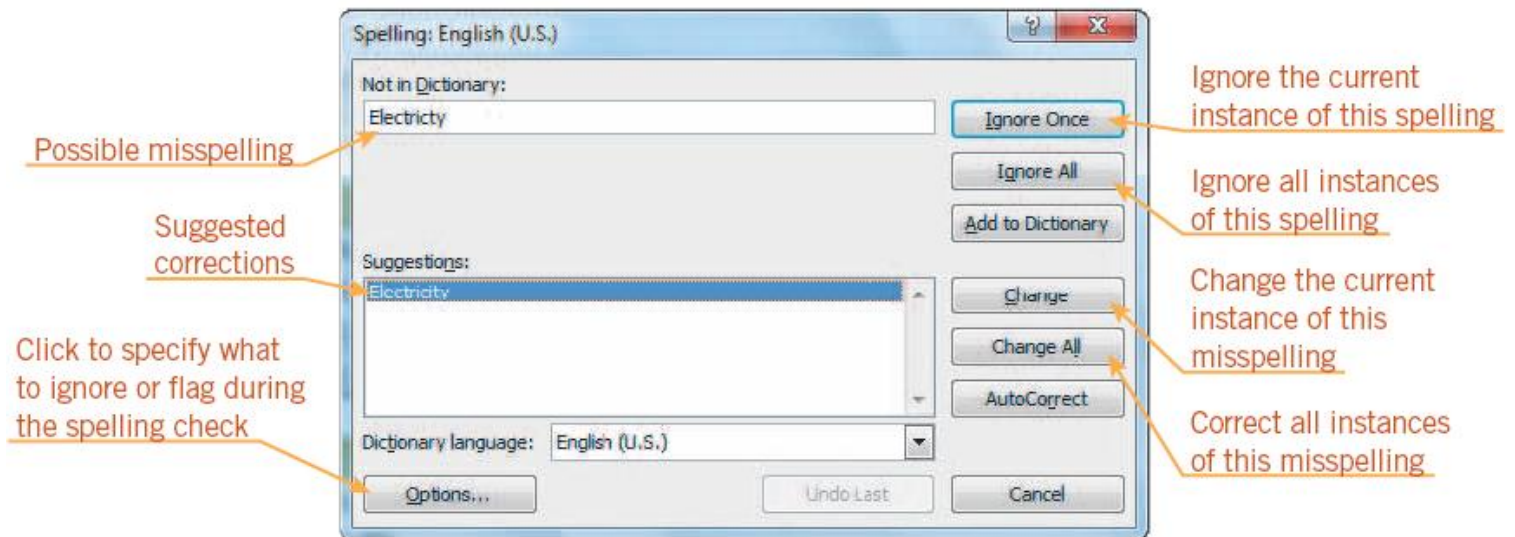 Spelling: English (U.S.)
Not in Dictionary:
Electricty
Ignore Once
Ignore All
Add to Dictionary
Suggestions:
Electricity
Change
Change All
AutoCorrect
Dictionary language: English (U.S.)
Options...
Undo Last
Cancel
Possible misspelling
Suggested
corrections
Click to specify what
to ignore or flag during
the spelling check
Ignore the current
instance of this spelling
Ignore all instances
of this spelling
Change the current
instance of this
misspelling
Correct all instances
of this misspelling